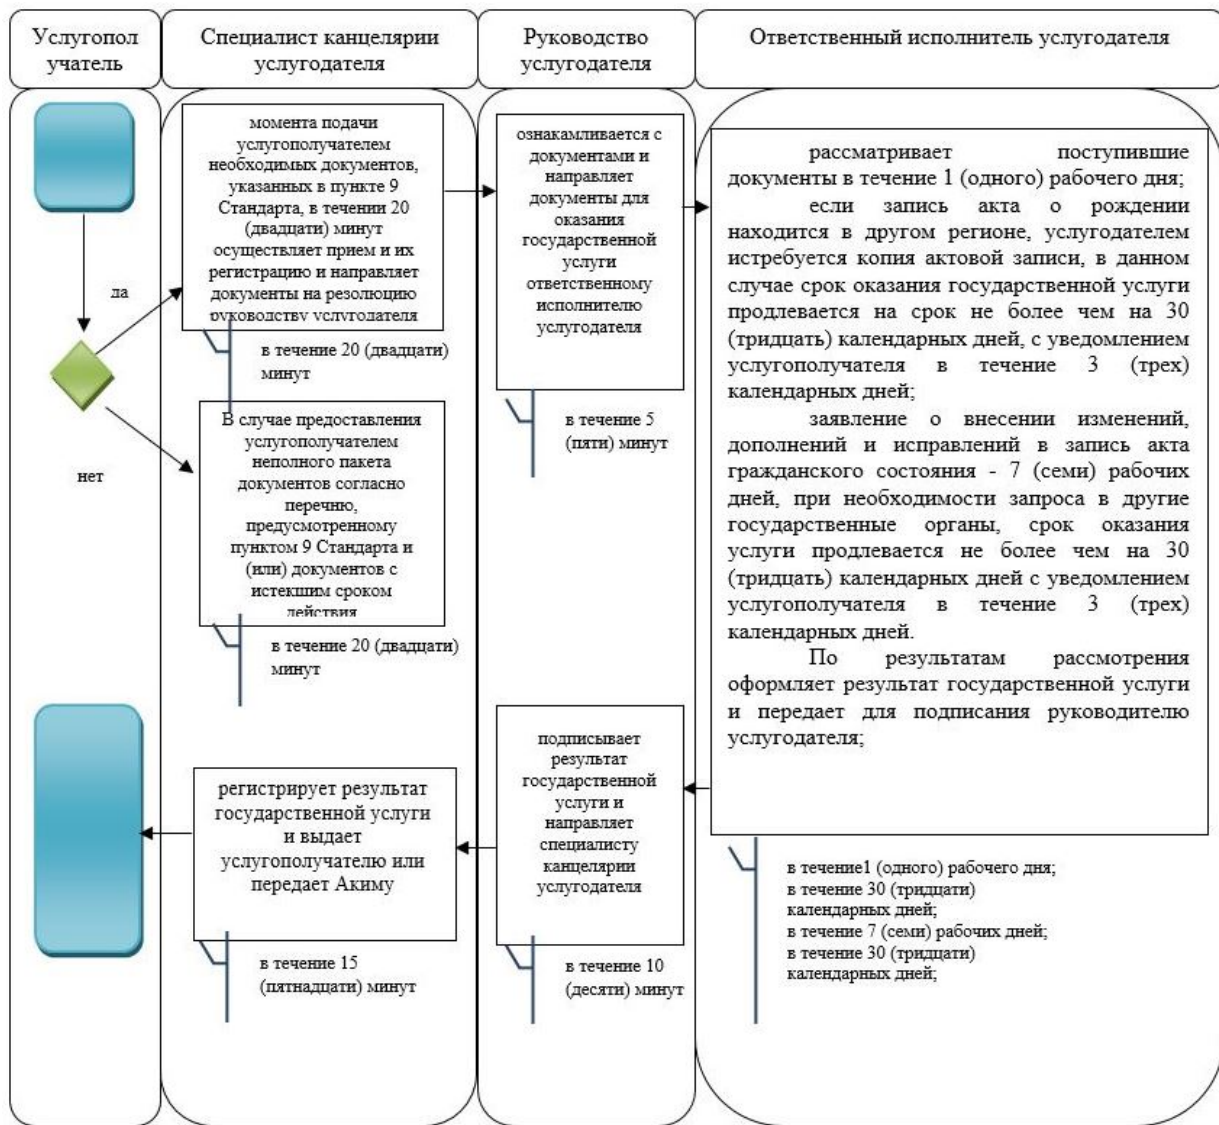 Услугопол
учатель
Специалист канцелярии
услугодателя
Руководство
услугодателя
Ответственный исполнитель услугодателя
момента подачи
услугополучателем
необходимых документов,
указанных в пункте 9
Стандарта, в течении 20
(двадцати) минут
осуществляет прием и их
регистрацию и направляет
документы на резолюцию
руководству услугодателя
да
в течение 20 (двадцати)
минут
нет
В случае предоставления
услугополучателем
неполного пакета
документов согласно
перечню,
предусмотренному
пунктом 9 Стандарта и
(или) документов с
истекшим сроком
действия
в течение 20 (двадцати)
минут
ознакамливается с
документами и
направляет
документы для
оказания
государственной
услуги
ответственному
исполнителю
услугодателя
в течение 5
(пяти) минут
рассматривает поступившие
документы в течение 1 (одного) рабочего дня;
если запись акта о рождении
находится в другом регионе, услугодателем
истребуется копия актовой записи, в данном
случае срок оказания государственной услуги
продлевается на срок не более чем на 30
(тридцать) календарных дней, с уведомлением
услугополучателя в течение 3 (трех)
календарных дней;
заявление о внесении изменений,
дополнений и исправлений в запись акта
гражданского состояния - 7 (семи) рабочих
дней, при необходимости запроса в другие
государственные органы, срок оказания
услуги продлевается не более чем на 30
(тридцать) календарных дней с уведомлением
услугополучателя в течение 3 (трех)
календарных дней.
По результатам рассмотрения
оформляет результат государственной услуги
и передает для подписания руководителю
услугодателя;
в течение1 (одного) рабочего дня;
в течение 30 (тридцати)
календарных дней;
в течение 7 (семи) рабочих дней;
в течение 30 (тридцати)
календарных дней;
подписывает
результат
государственной
услуги и
направляет
специалисту
канцелярии
услугодателя
в течение 10
(десяти) минут
регистрирует результат
государственной услуги
и выдает
услугополучателю или
передает Акиму
в течение 15
(пятнадцати) минут